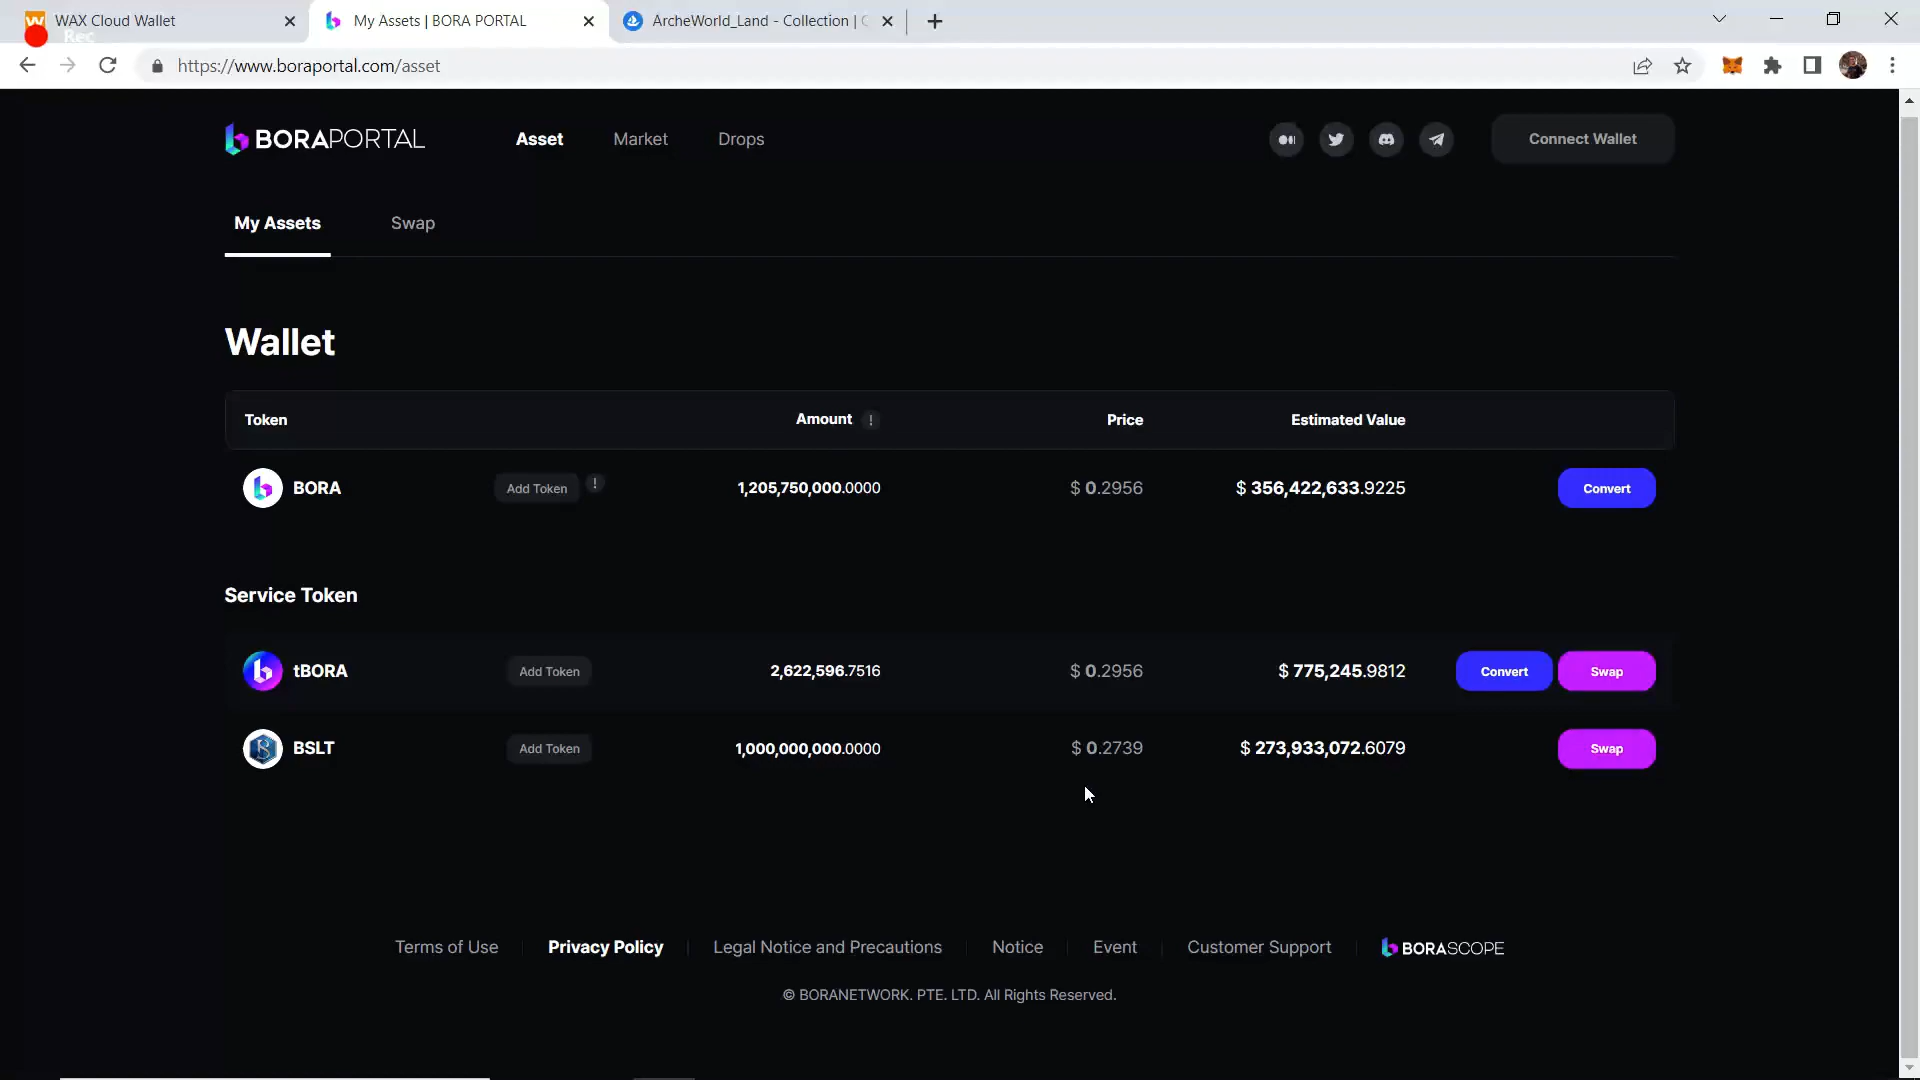 WAX Cloud Wallet
My Assets | BORA PORTAL
ArcheWorld_Land - Collection |
Rec
https://www.boraportal.com/asset
BORAPORTAL
Asset
Market
Drops
Connect Wallet
My Assets
Swap
Wallet
Token
Amount !
Price
Estimated Value
BORA
Add Token !
1,205,750,000.0000
$ 0.2956
$ 356,422,633.9225
Convert
Service Token
tBORA
Add Token
2,622,596.7516
$ 0.2956
$ 775,245.9812
Convert
Swap
BSLT
Add Token
1,000,000,000.0000
$ 0.2739
$ 273,933,072.6079
Swap
Terms of Use
Privacy Policy
Legal Notice and Precautions
Notice
Event
Customer Support
BORASCOPE
© BORANETWORK. PTE. LTD. All Rights Reserved.